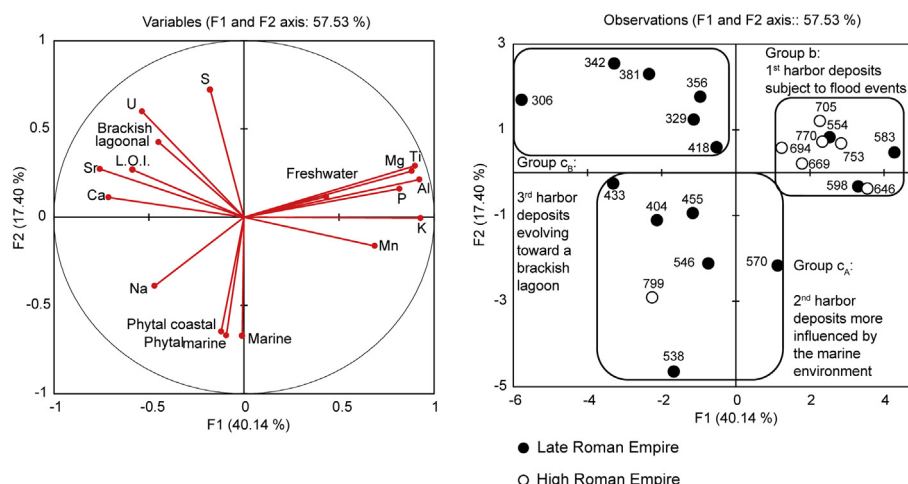 Variables (F1 and F2 axis: 57.53 %)
1
0.5
0
-0.5
-1
F2 (17.40 %)
S
U
Brackish
lagoonal
L.O.I.
Sr
Ca
Freshwater
Mg
Ti
Al
P
K
Mn
Na
Phytal coastal
Phytal marine
Marine
-1
-0.5
0
0.5
1
F1 (40.14 %)
Observations (F1 and F2 axis:: 57.53 %)
3
1
-1
-3
-5
F2 (17.40 %)
342
381
306
356
329
418
Group cB:
3rd harbor
deposits
evolving
toward a
brackish
lagoon
Group b:
1st harbor deposits
subject to flood events
705
554
770
583
694
753
669
598
646
433
404
455
546
570
799
538
Group cA:
2nd harbor
deposits more
influenced by
the marine
environment
-6
-4
-2
0
2
4
F1 (40.14 %)
Late Roman Empire
High Roman Empire